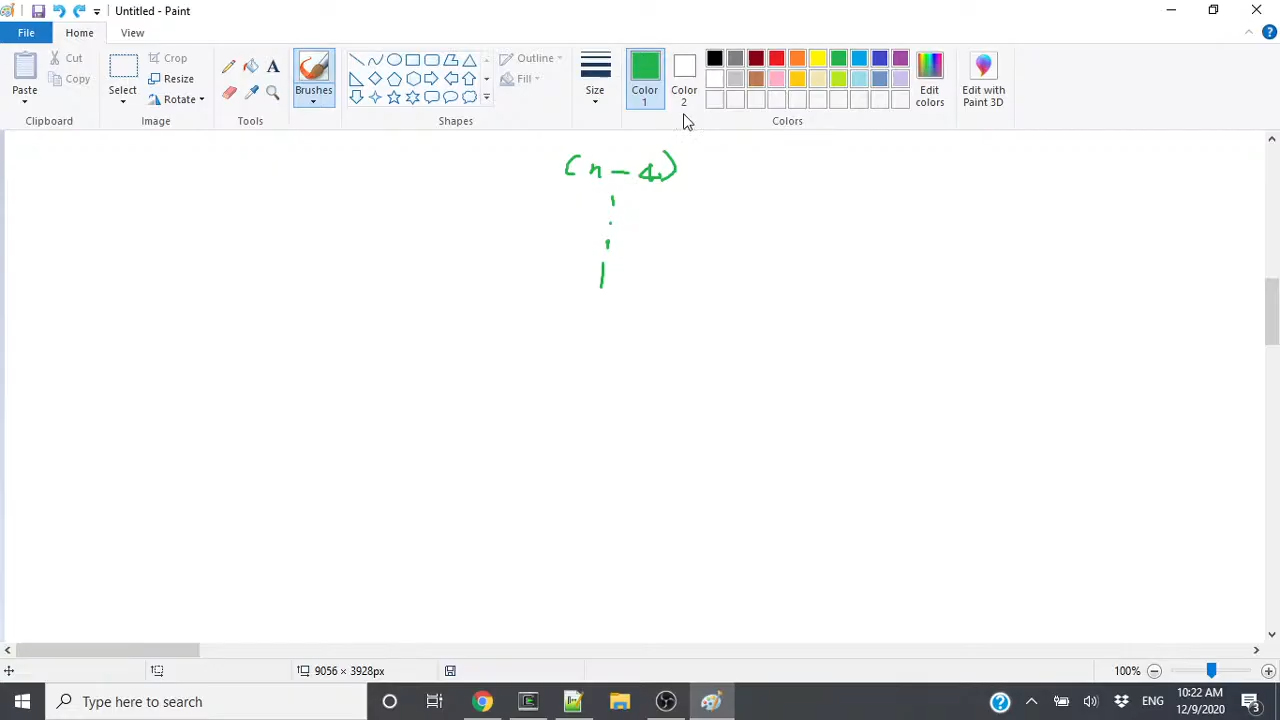 Untitled - Paint
File
Home
View
Paste
Cut
Copy
Clipboard
Select
Crop
Resize
Rotate
Image
A
Tools
Brushes
Shapes
Outline
Fill
Size
Color 1
Color 2
Colors
Edit colors
Edit with Paint 3D
(n - 4)
1
9056 × 3928px
100%
Type here to search
ENG
10:22 AM
12/9/2020
3